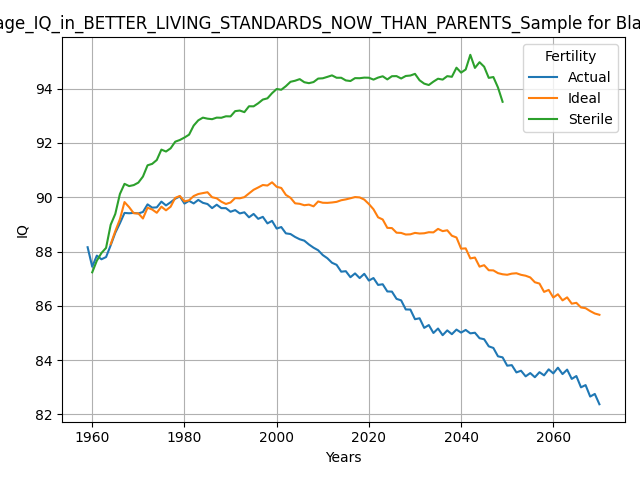 age_IQ_in_BETTER_LIVING_STANDARDS_NOW_THAN_PARENTS_Sample for Bla
Fertility
Actual
Ideal
Sterile
IQ
94
92
90
88
86
84
82
1960 1980 2000 2020 2040 2060
Years